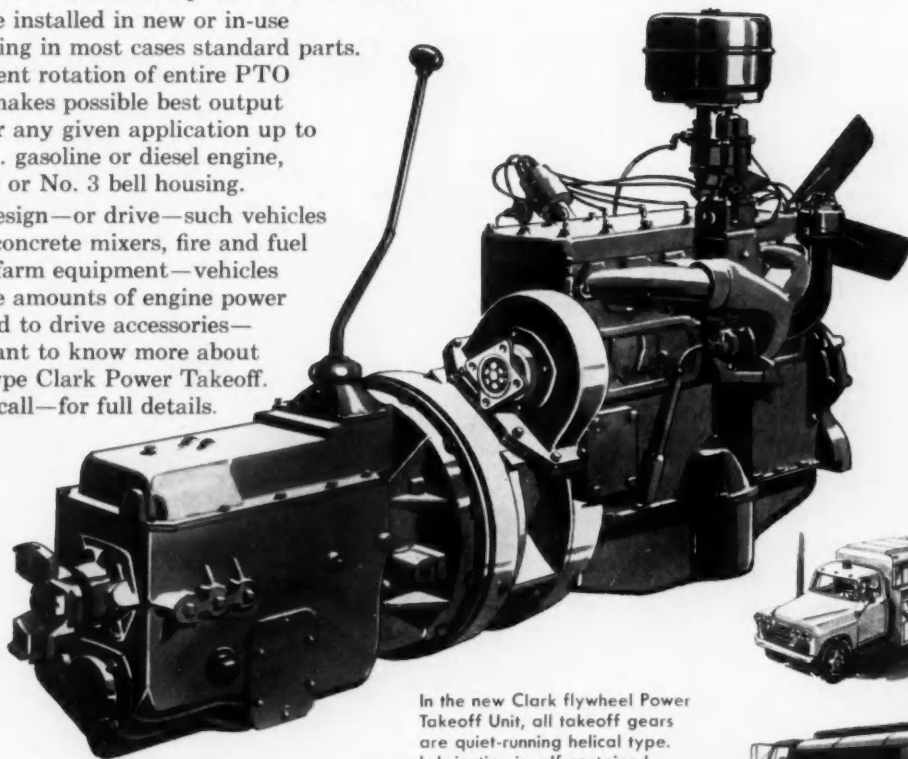 e installed in new or in-use
ing in most cases standard parts.
ent rotation of entire PTO
makes possible best output
r any given application up to
. gasoline or diesel engine,
or No. 3 bell housing.
esign—or drive—such vehicles
concrete mixers, fire and fuel
farm equipment—vehicles
e amounts of engine power
d to drive accessories—
ant to know more about
ype Clark Power Takeoff.
call—for full details.
In the new Clark flywheel Power
Takeoff Unit, all takeoff gears
are quiet-running helical type.